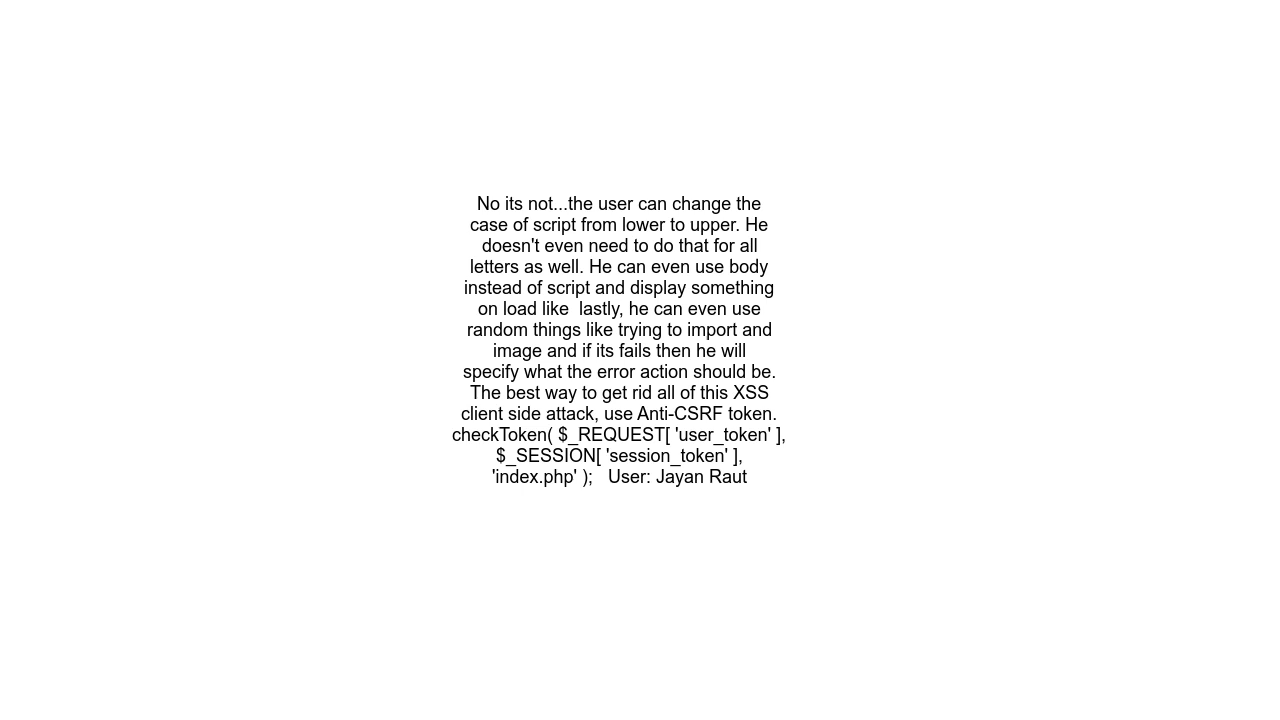 No its not...the user can change the
case of script from lower to upper. He
doesn't even need to do that for all
letters as well. He can even use body
instead of script and display something
on load like  lastly, he can even use
random things like trying to import and
image and if its fails then he will
specify what the error action should be.
The best way to get rid all of this XSS
client side attack, use Anti-CSRF token.
checkToken( $_REQUEST[ 'user_token' ],
$_SESSION[ 'session_token' ],
'index.php' );   User: Jayan Raut